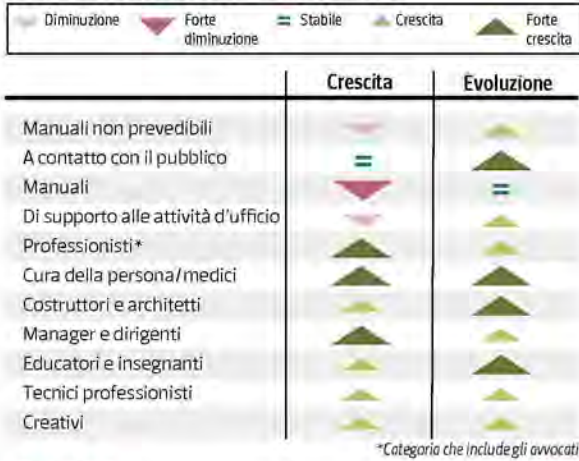 Diminuzione Forte diminuzione = Stabile Crescita Forte crescita
Crescita Evoluzione
Manuali non prevedibili
A contatto con il pubblico =
Manuali =
Di supporto alle attività d'ufficio
Professionisti*
Cura della persona/medici
Costruttori e architetti
Manager e dirigenti
Educatori e insegnanti
Tecnici professionisti
Creativi
*Categoria che include gli avvocati